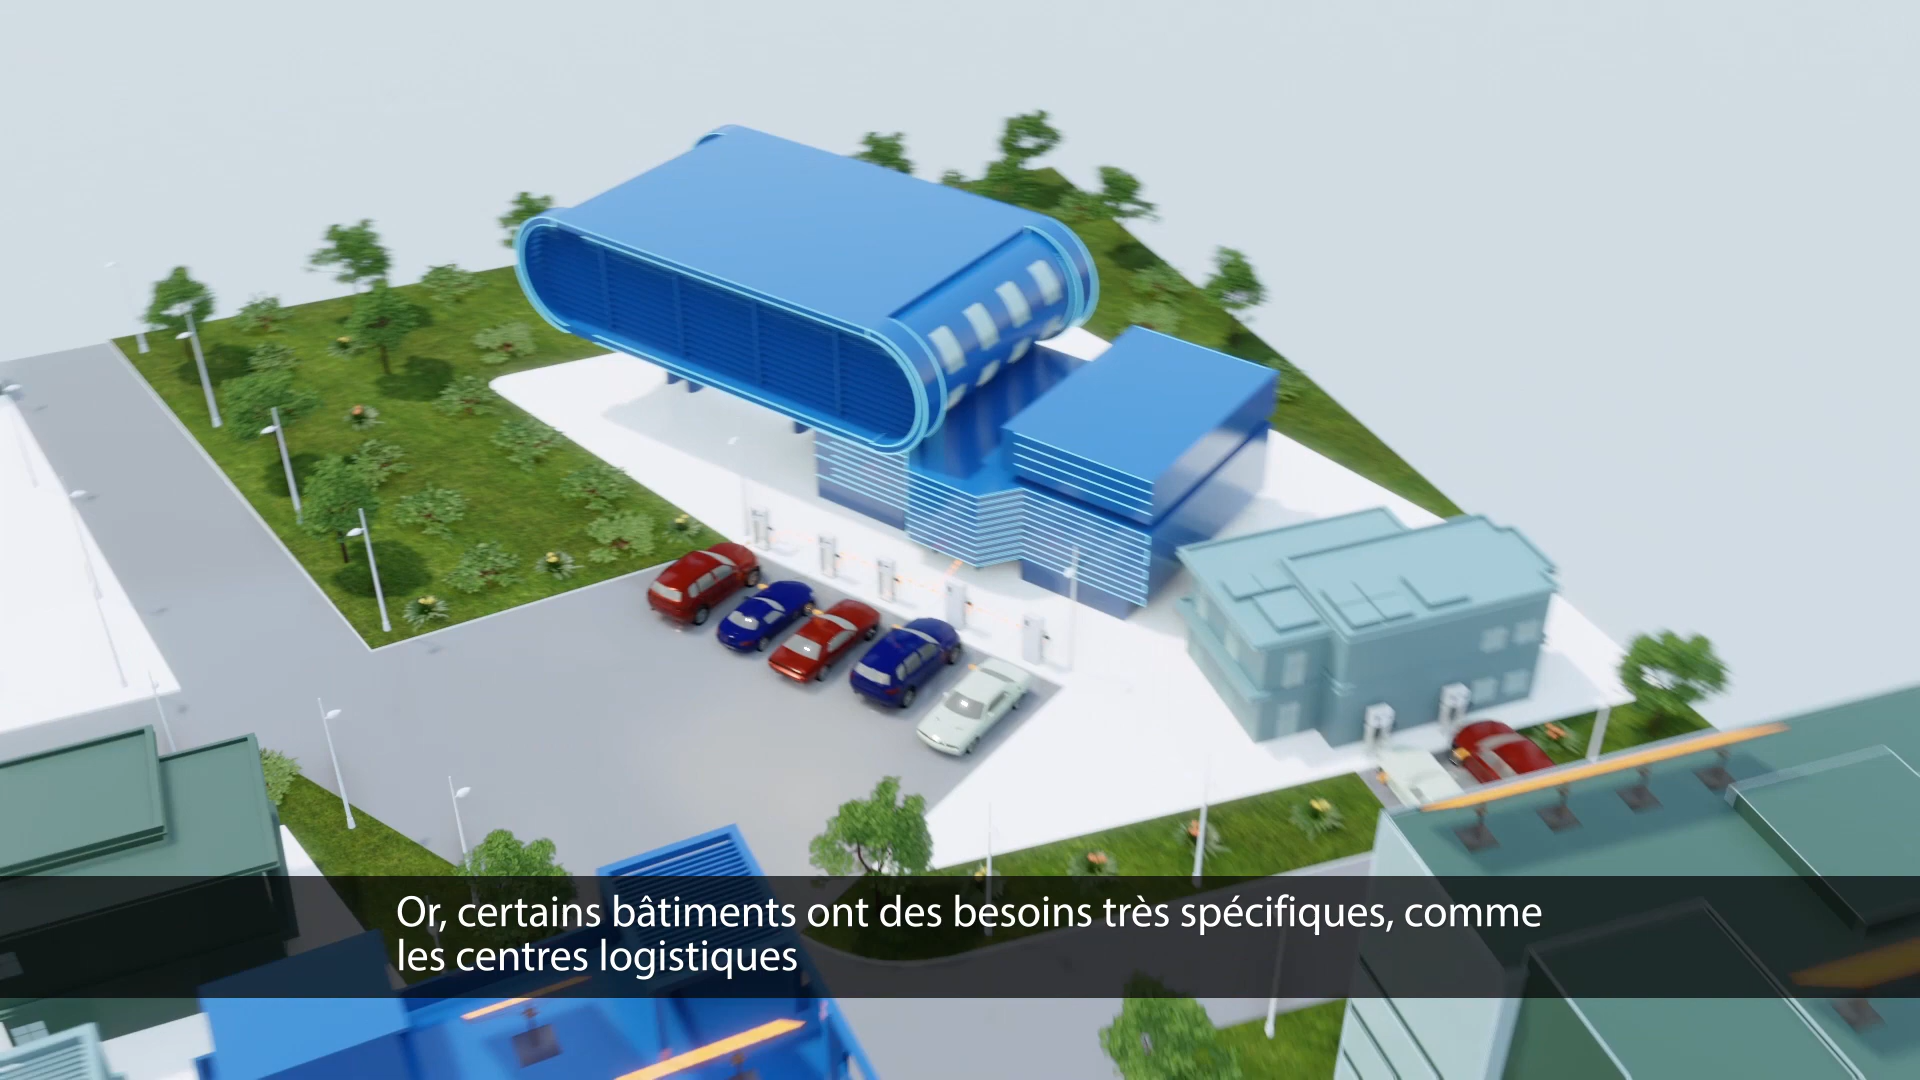 Or, certains bâtiments ont des besoins très spécifiques, comme
les centres logistiques